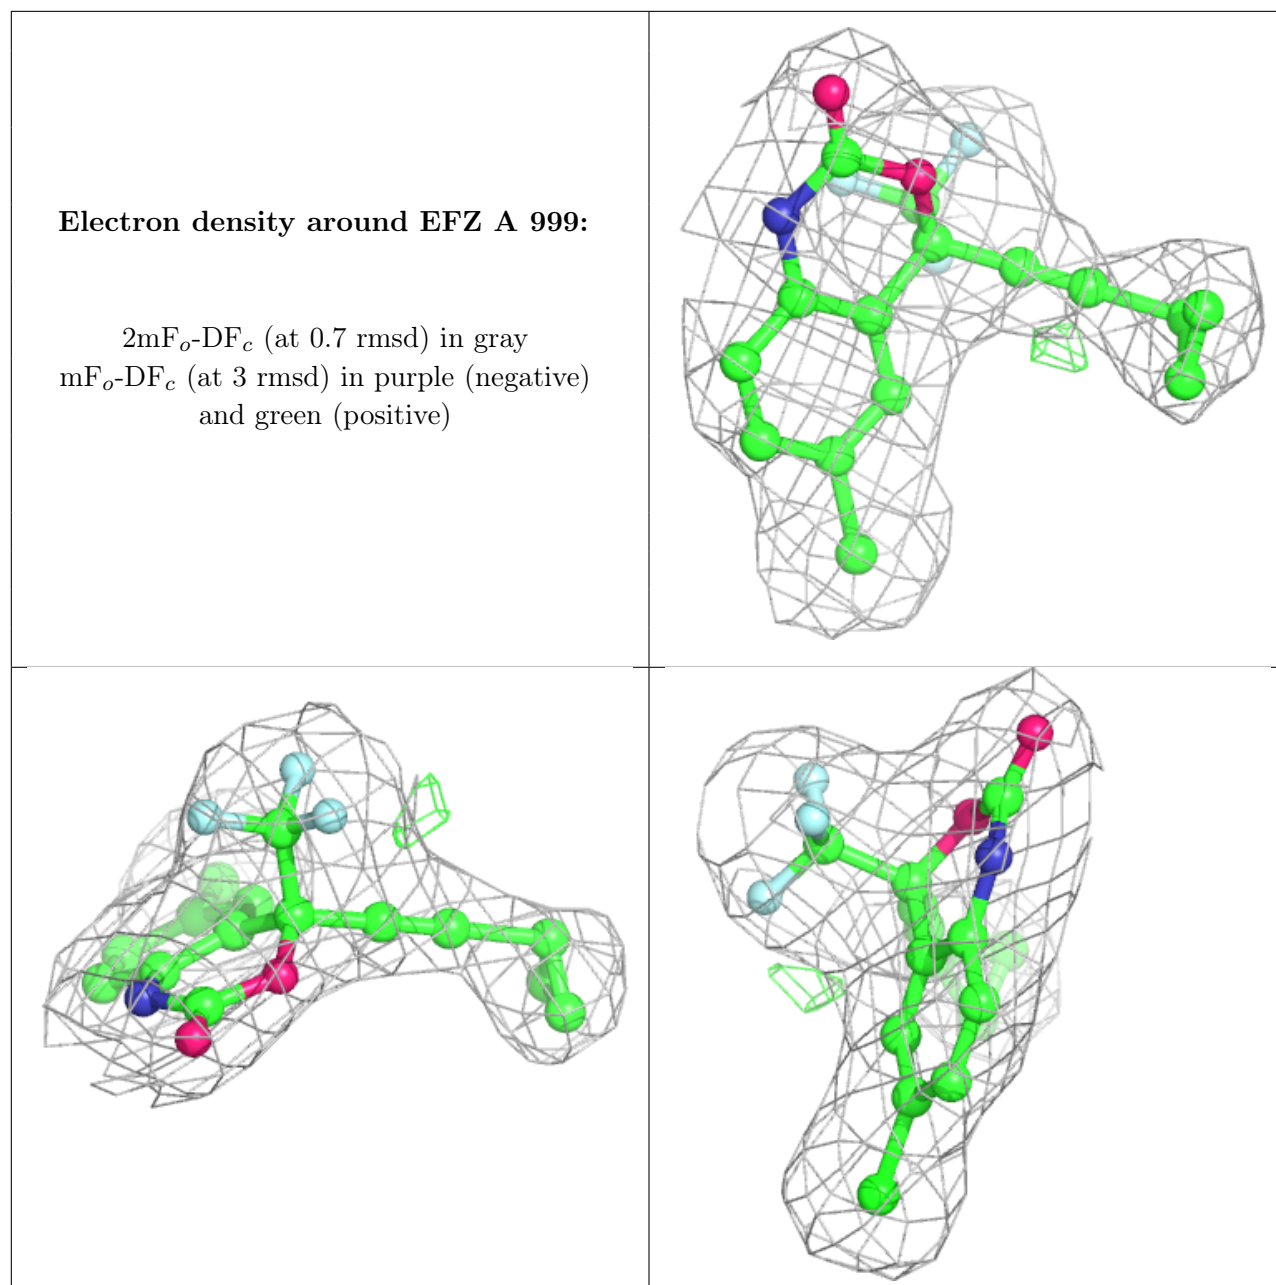 Electron density around EFZ A 999:
2mFo-DFc (at 0.7 rmsd) in gray
mFo-DFc (at 3 rmsd) in purple (negative)
and green (positive)